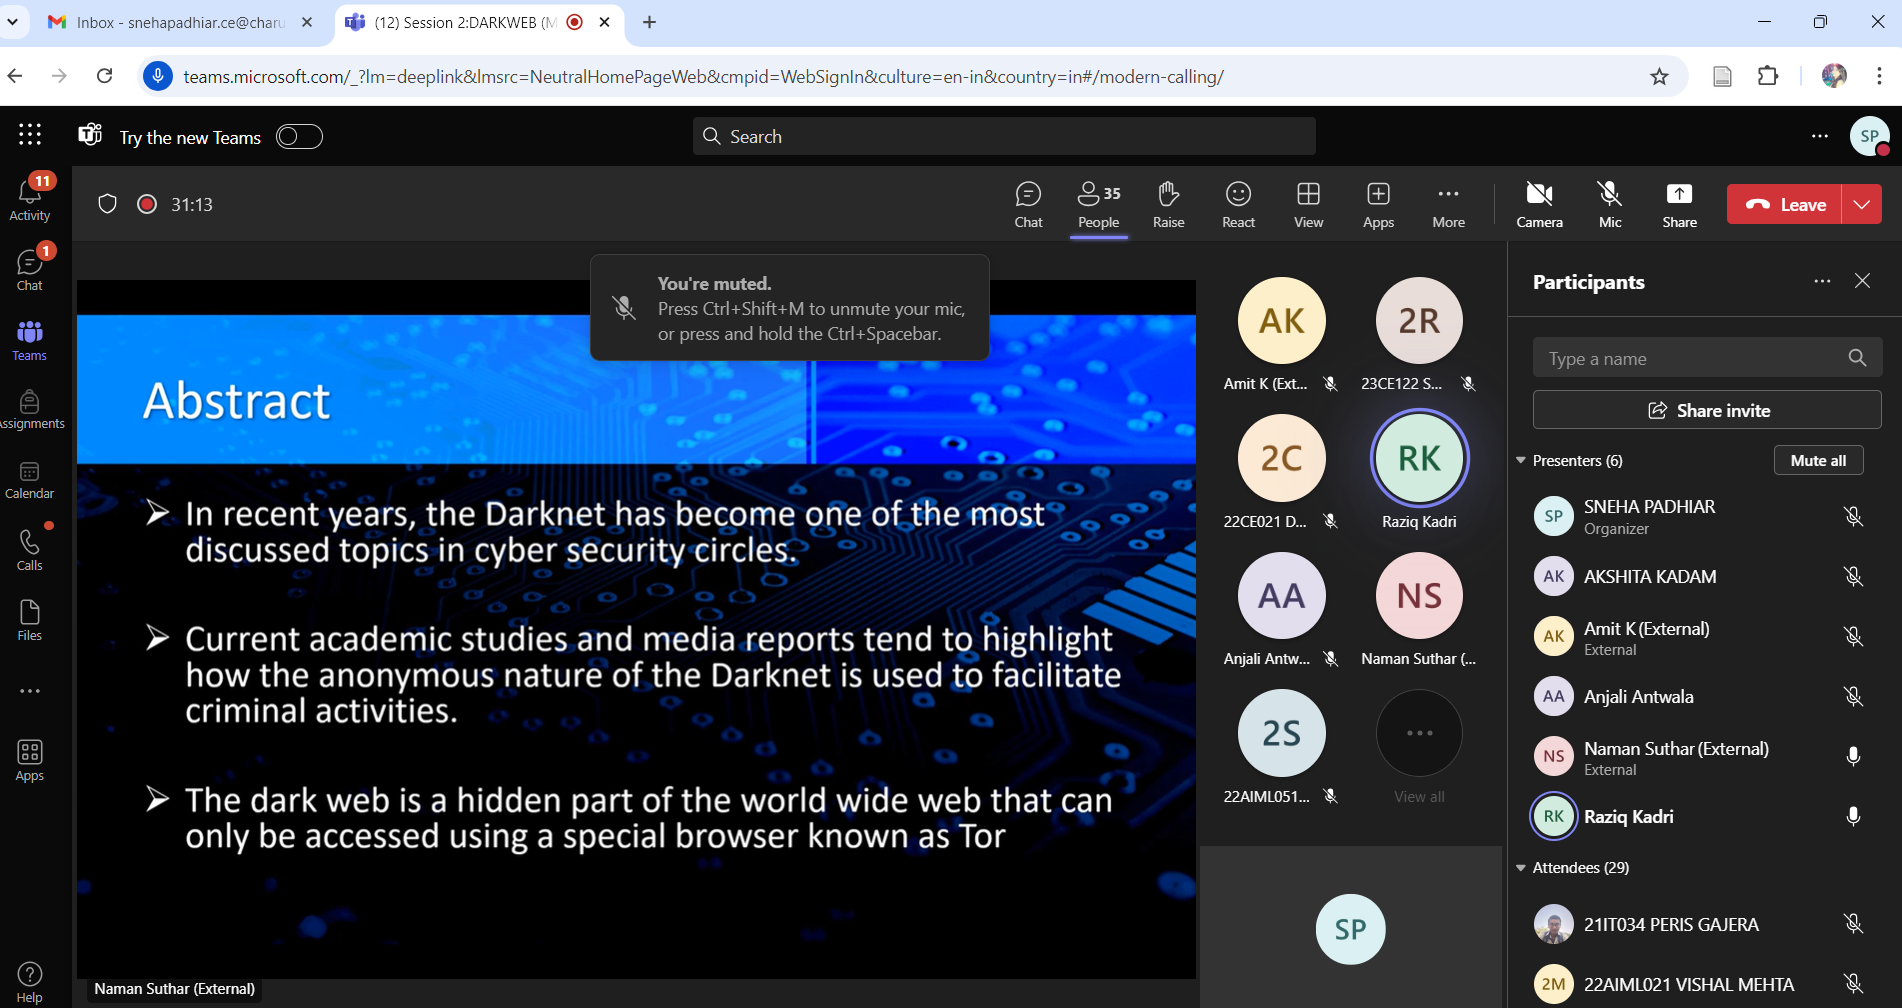 Inbox - snehapadhiar.ce@charu
(12) Session 2:DARKWEB (M
teams.microsoft.com/_?lm=deeplink&lmsrc=NeutralHomePageWeb&cmpid=WebSignIn&culture=en-in&country=in#/modern-calling/
Try the new Teams
Search
SP
11
Activity
1
Chat
Teams
Assignments
Calendar
Calls
Files
Apps
Help
31:13
Chat
35
People
Raise
React
View
Apps
More
Camera
Mic
Share
Leave
You're muted.
Press Ctrl+Shift+M to unmute your mic,
or press and hold the Ctrl+Spacebar.
Abstract
➢ In recent years, the Darknet has become one of the most
discussed topics in cyber security circles.
➢ Current academic studies and media reports tend to highlight
how the anonymous nature of the Darknet is used to facilitate
criminal activities.
➢ The dark web is a hidden part of the world wide web that can
only be accessed using a special browser known as Tor
Naman Suthar (External)
AK
Amit K (Ext...
2R
23CE122 S...
2C
22CE021 D...
RK
Raziq Kadri
AA
Anjali Antw...
NS
Naman Suthar (...
2S
22AIML051...
View all
SP
Participants
Type a name
Share invite
Presenters (6)
Mute all
SP
SNEHA PADHIAR
Organizer
AK
AKSHITA KADAM
AK
Amit K (External)
External
AA
Anjali Antwala
NS
Naman Suthar (External)
External
RK
Raziq Kadri
Attendees (29)
21IT034 PERIS GAJERA
2M
22AIML021 VISHAL MEHTA